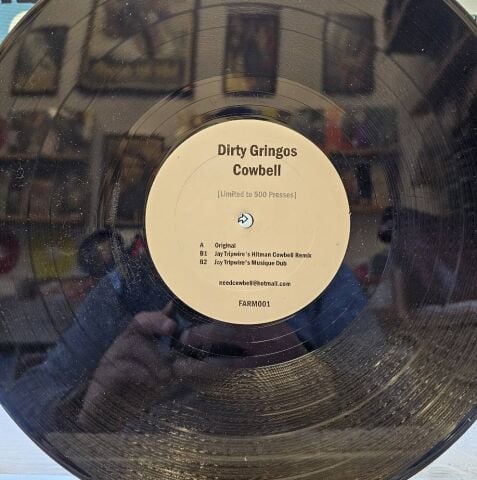 Dirty Gringos
Cowbell
[Limited to 500 Presses]
A Original
B1 Jay Tripwire's Hitman Cowbell Remix
B2 Jay Tripwire's Musique Dub
needcowbell@hotmail.com
FARM001